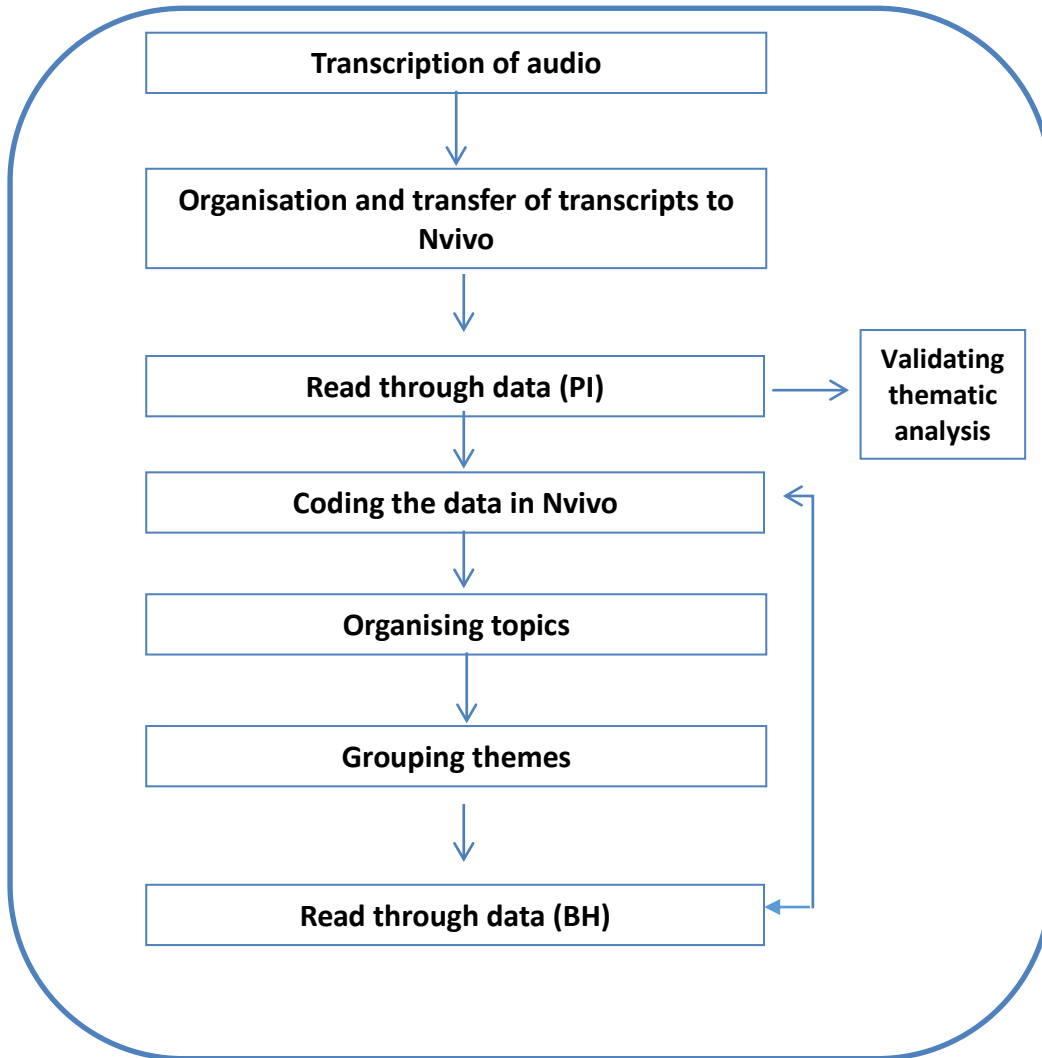 Transcription of audio
Organisation and transfer of transcripts to
Nvivo
Read through data (PI)
Validating
thematic
analysis
Coding the data in Nvivo
Organising topics
Grouping themes
Read through data (BH)